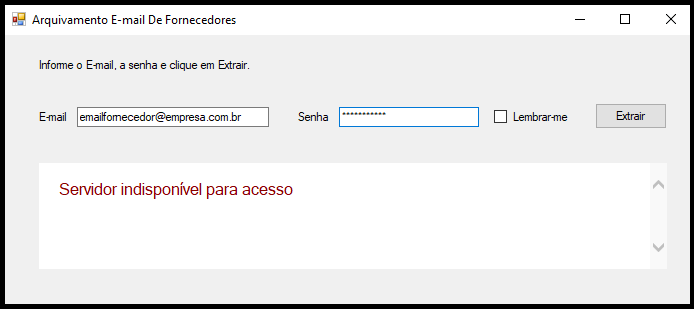 Arquivamento E-mail De Fornecedores
Informe o E-mail, a senha e clique em Extrair.
E-mail emailfornecedor@empresa.com.br Senha *********** Lembrar-me Extrair
Servidor indisponível para acesso